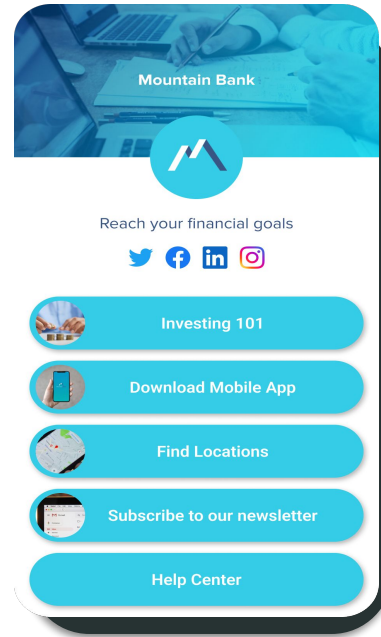 Mountain Bank
Reach your financial goals
Investing 101
Download Mobile App
Find Locations
Subscribe to our newsletter
Help Center